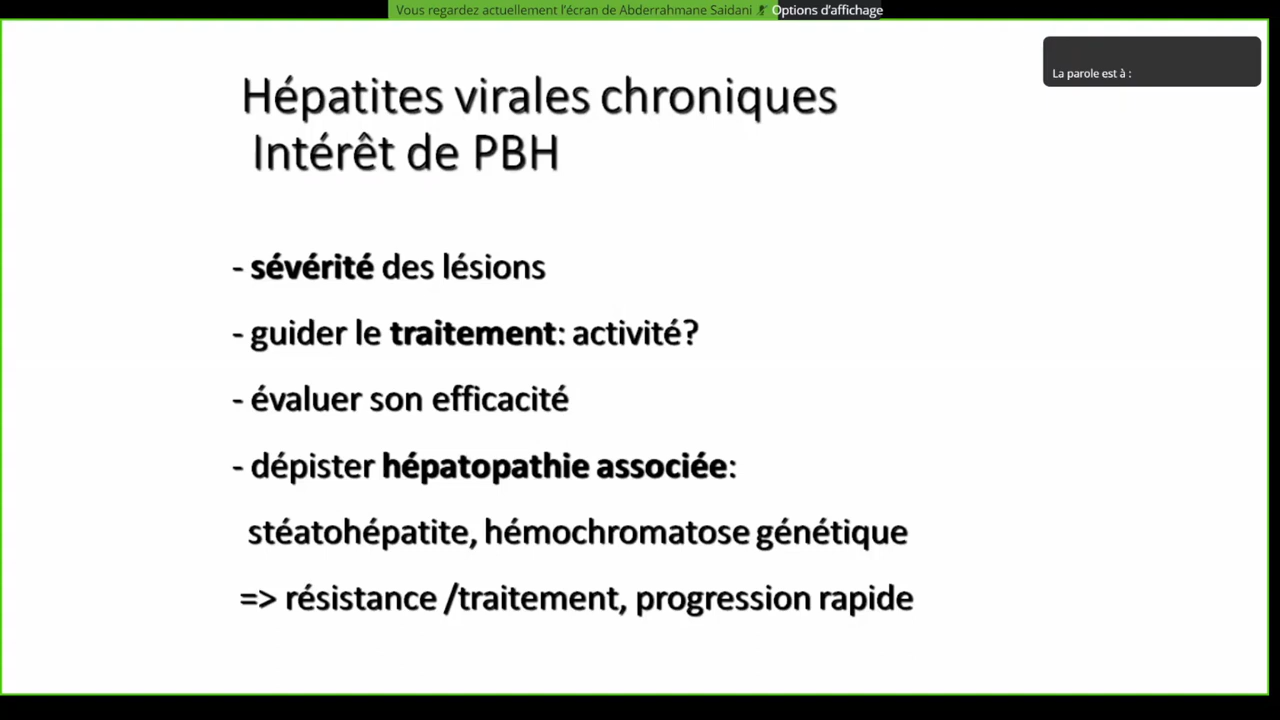 Vous regardez actuellement l'écran de Abderrahmane Saidani
Options d'affichage
La parole est à :
Hépatites virales chroniques
Intérêt de PBH
- sévérité des lésions
- guider le traitement: activité?
- évaluer son efficacité
- dépister hépatopathie associée:
stéatohépatite, hémochromatose génétique
=> résistance /traitement, progression rapide